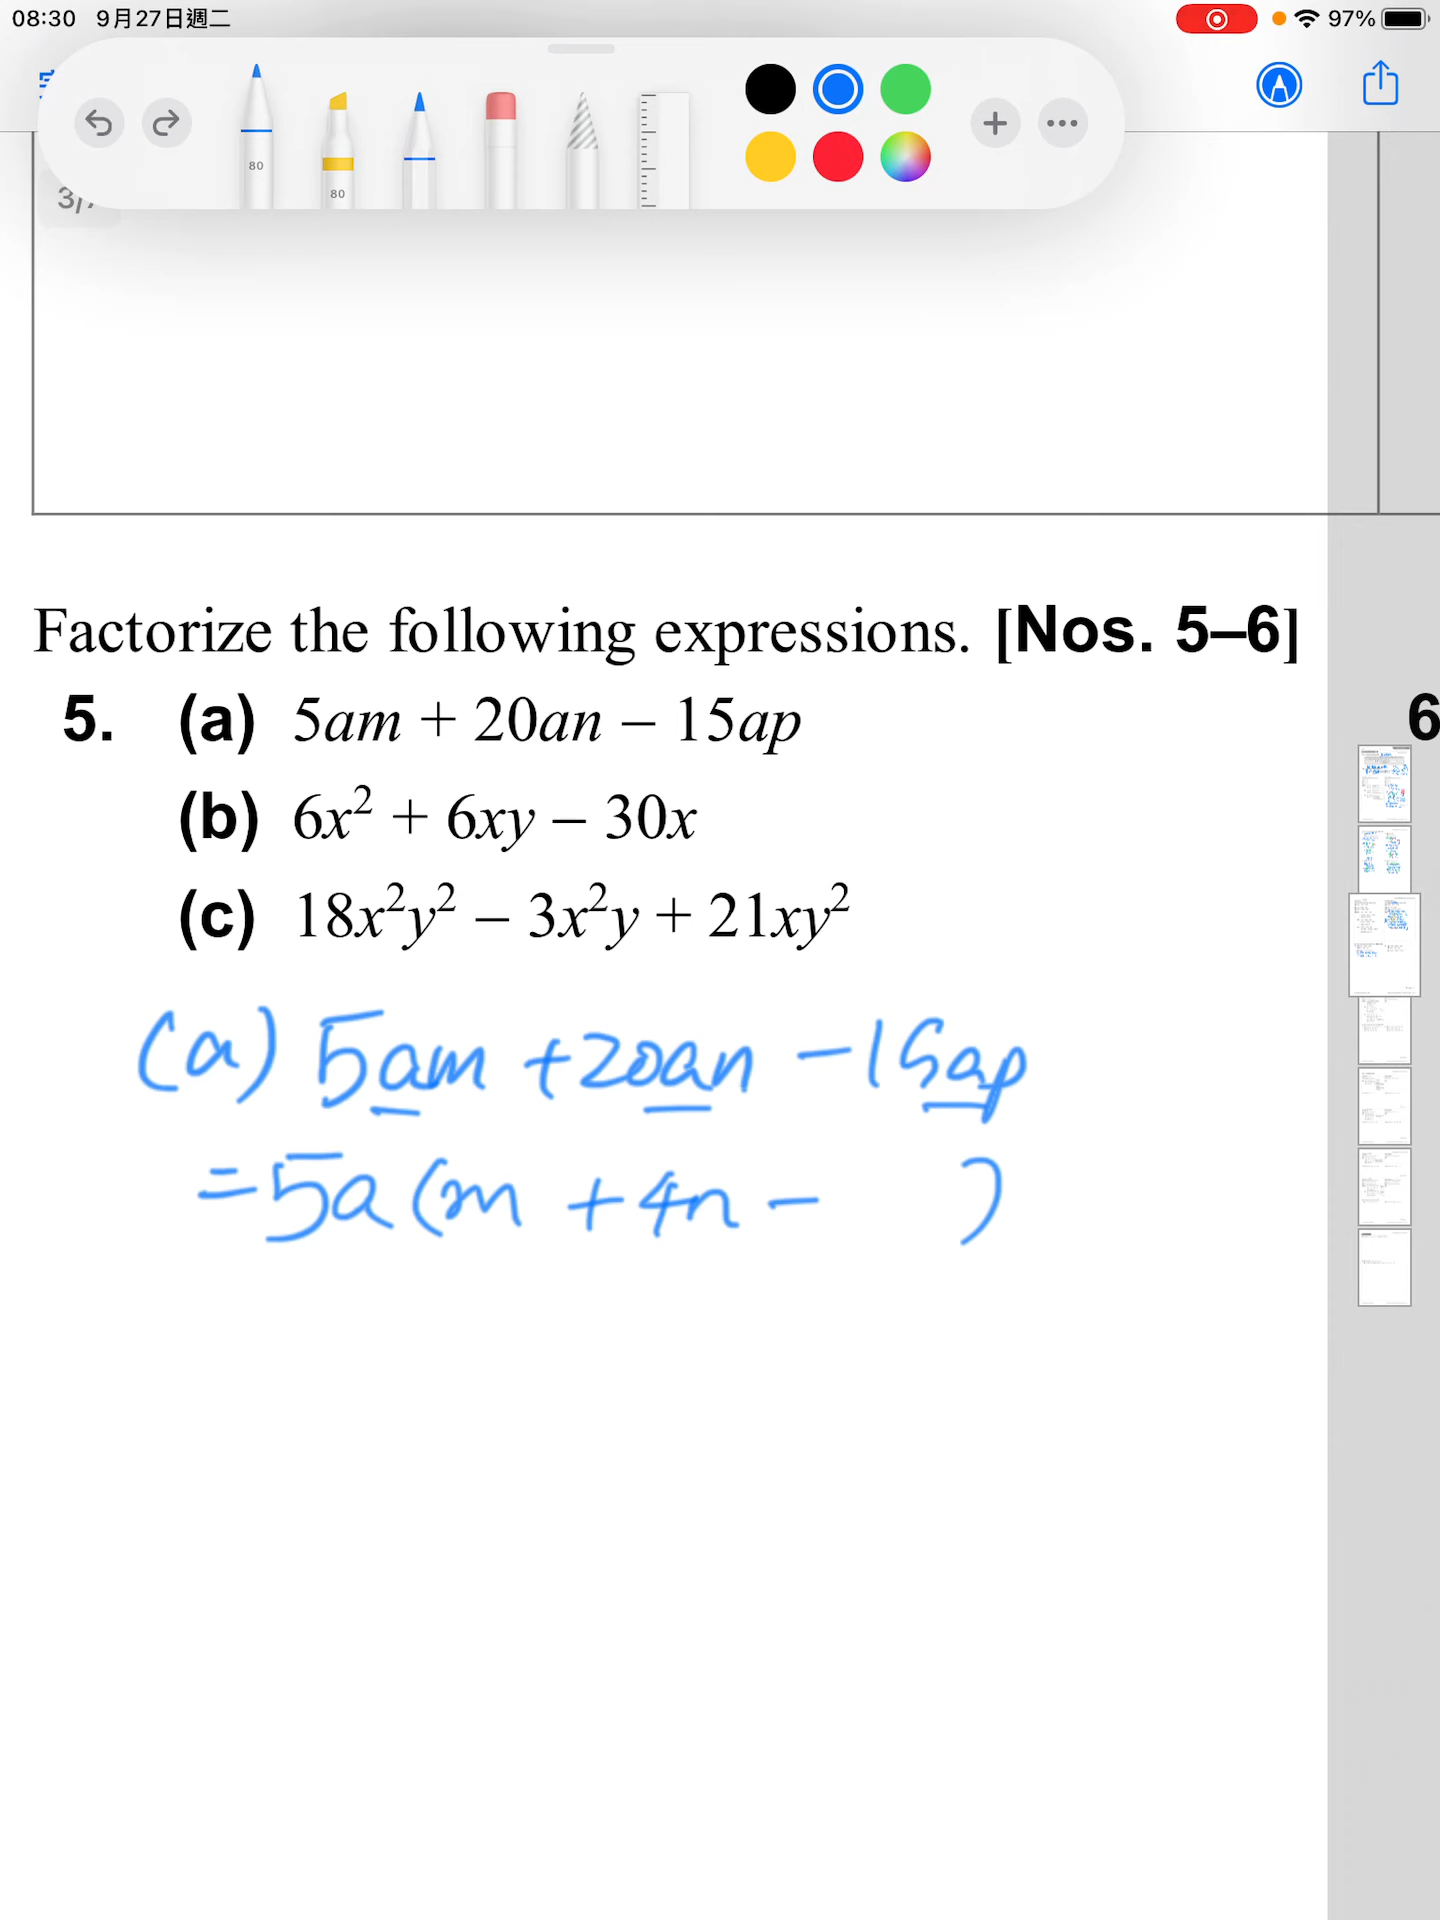 08:30 9月27日週二 97%
80
80
Factorize the following expressions. [Nos. 5–6]
5. (a) 5am + 20an – 15ap
6
(b) 6x² + 6xy – 30x
(c) 18x²y² – 3x²y + 21xy²
(a) 5am + 20an - 15ap
= 5a (m + 4n - )